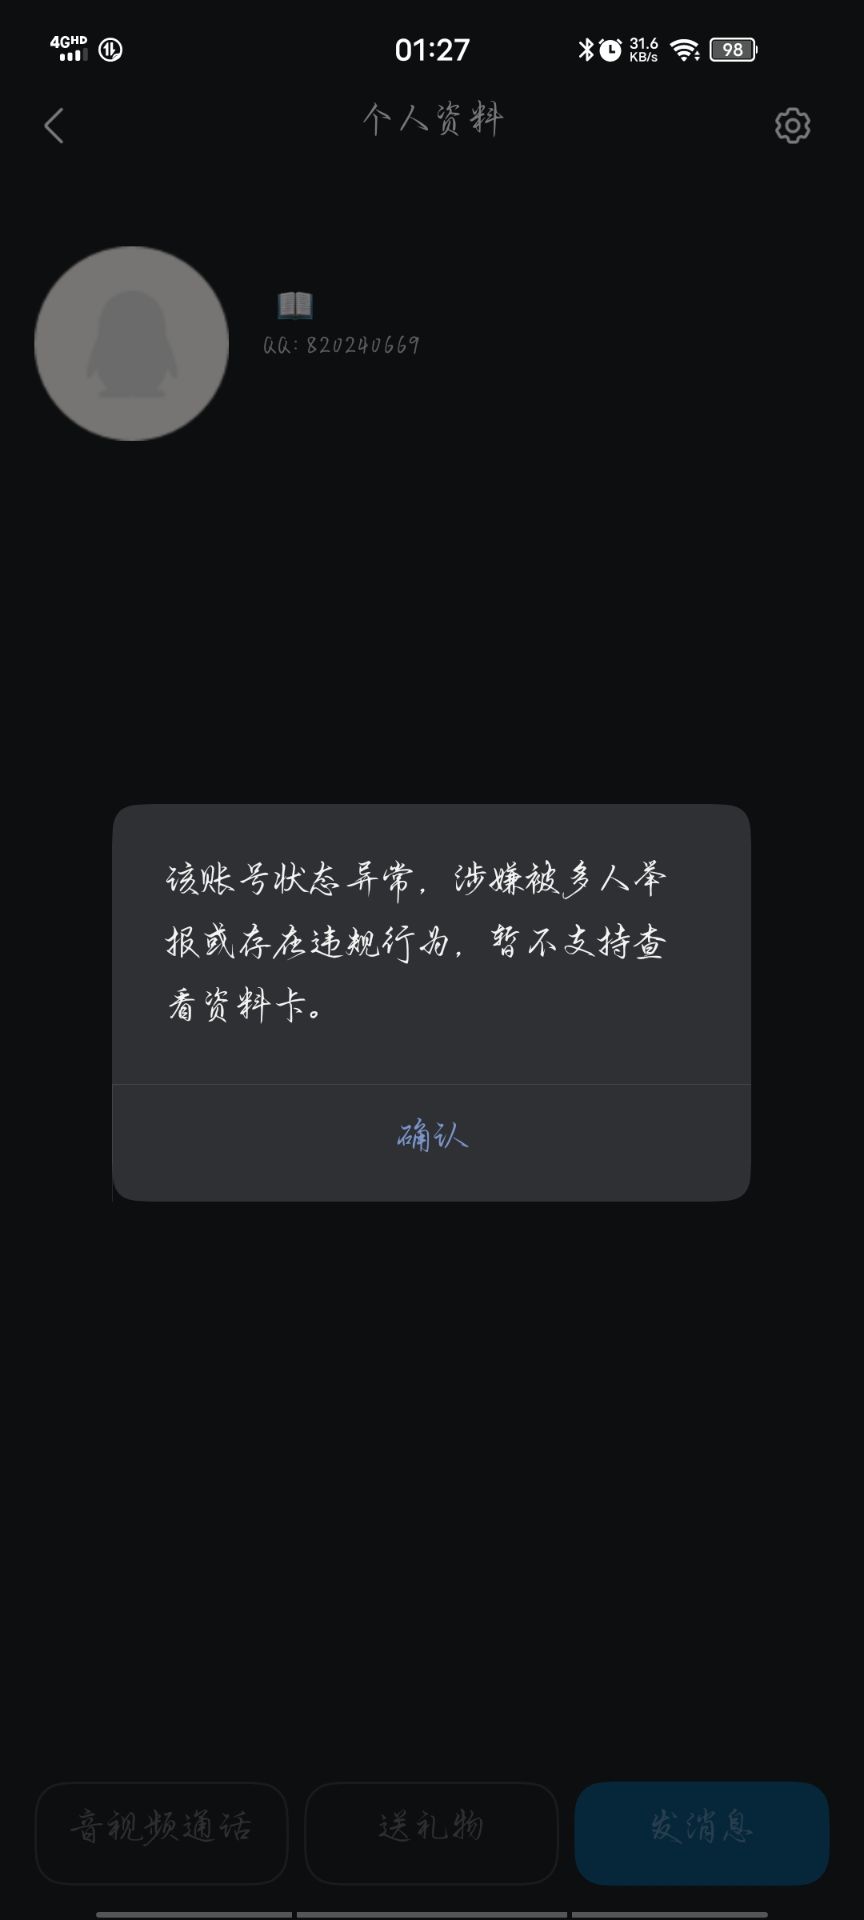 4GHD
01:27
31.6
KB/s
98
个人资料
QQ: 820240669
该账号状态异常，涉嫌被多人举
报或存在违规行为，暂不支持查
看资料卡。
确认
音视频通话
送礼物
发消息